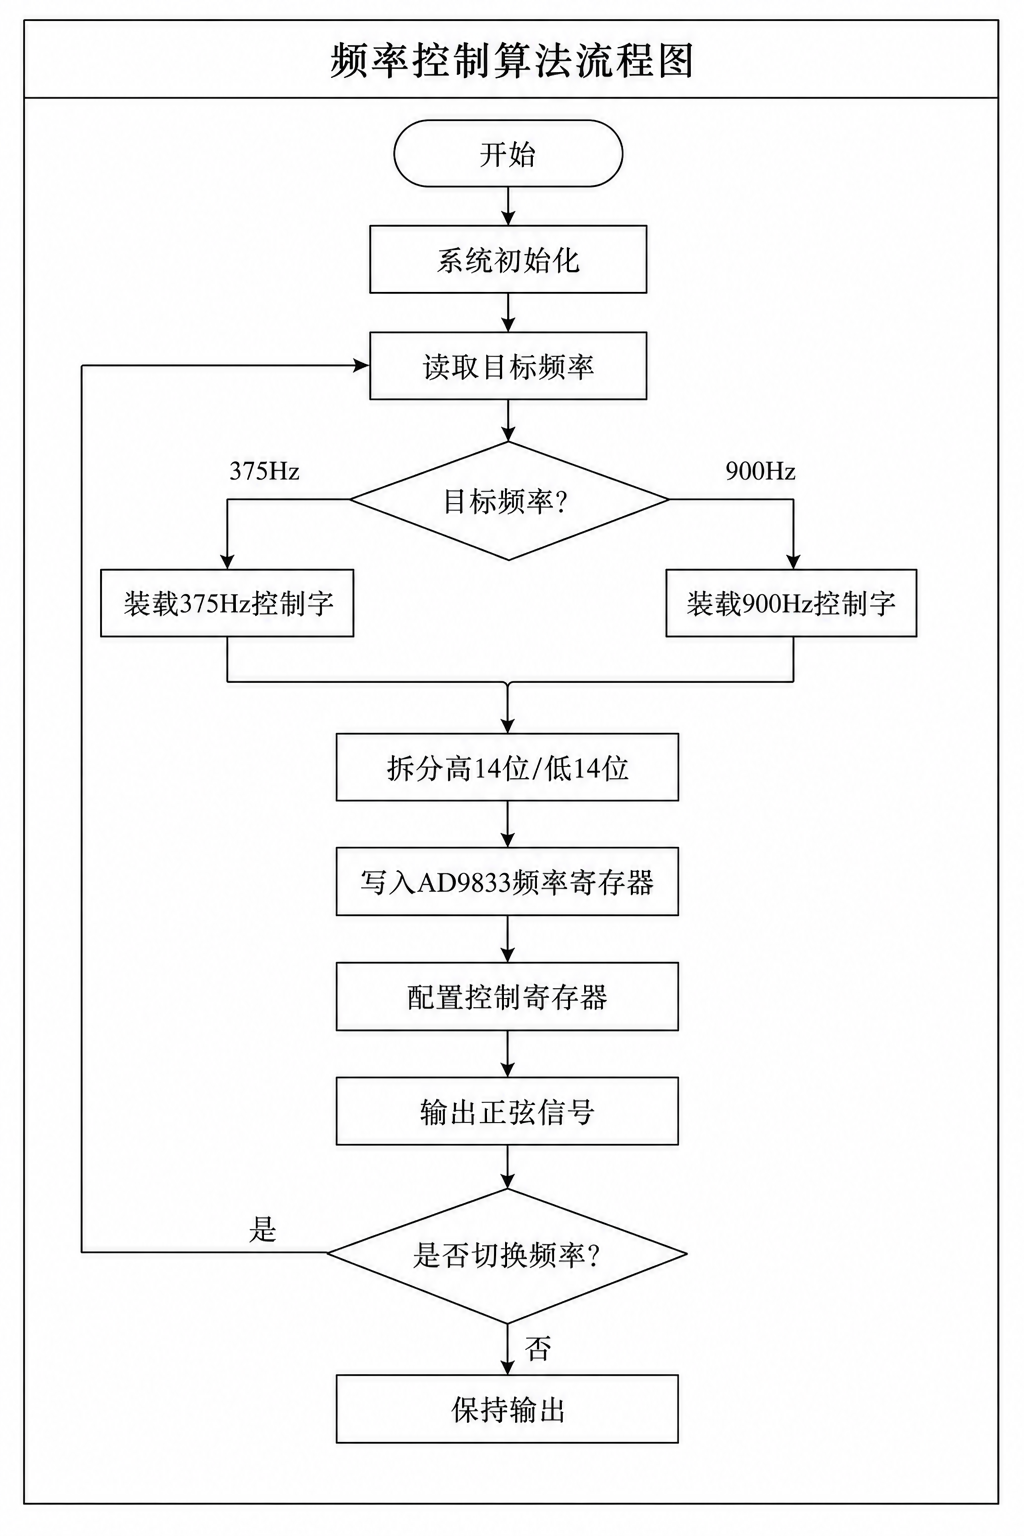 频率控制算法流程图
开始
系统初始化
读取目标频率
375Hz
900Hz
目标频率?
装载375Hz控制字
装载900Hz控制字
拆分高14位/低14位
写入AD9833频率寄存器
配置控制寄存器
输出正弦信号
是
是否切换频率?
否
保持输出